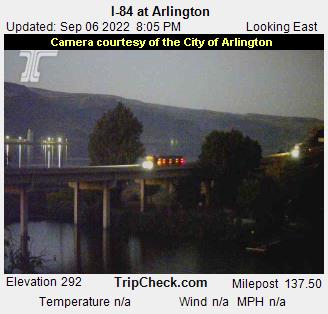 I-84 at Arlington
Updated: Sep 06 2022 8:05 PM Looking East
Camera courtesy of the City of Arlington
Elevation 292 TripCheck.com Milepost 137.50
Temperature n/a Wind n/a MPH n/a